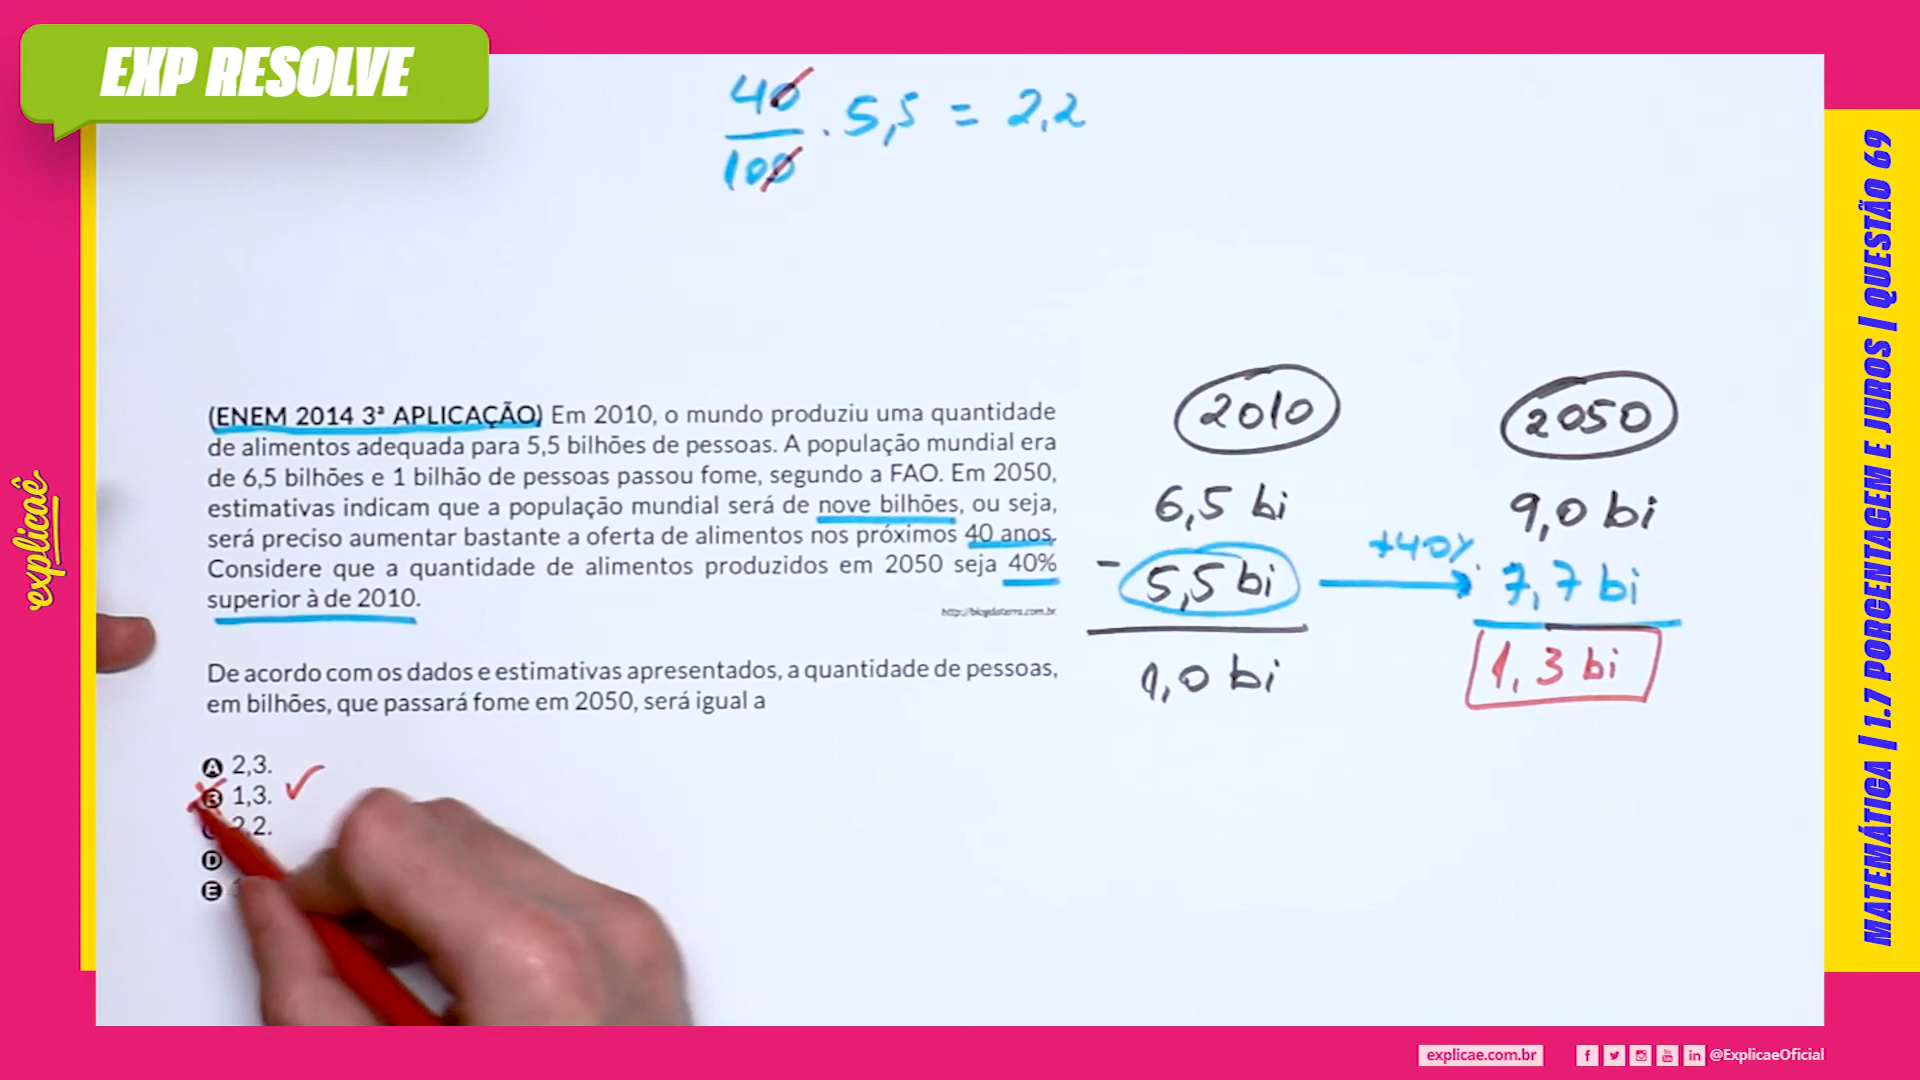 EXP RESOLVE
40/100 . 5,5 = 2,2
(ENEM 2014 3ª APLICAÇÃO) Em 2010, o mundo produziu uma quantidade
de alimentos adequada para 5,5 bilhões de pessoas. A população mundial era
de 6,5 bilhões e 1 bilhão de pessoas passou fome, segundo a FAO. Em 2050,
estimativas indicam que a população mundial será de nove bilhões, ou seja,
será preciso aumentar bastante a oferta de alimentos nos próximos 40 anos.
Considere que a quantidade de alimentos produzidos em 2050 seja 40%
superior à de 2010.
http://blogdaterra.com.br
De acordo com os dados e estimativas apresentados, a quantidade de pessoas,
em bilhões, que passará fome em 2050, será igual a
A 2,3.
B 1,3.
2,2.
D
E
2010
6,5 bi
- 5,5 bi
1,0 bi
+40%
2050
9,0 bi
7,7 bi
1,3 bi
explicaê
MATEMÁTICA | 1.7 PORCENTAGEM E JUROS | QUESTÃO 69
explicae.com.br
@ExplicaeOficial